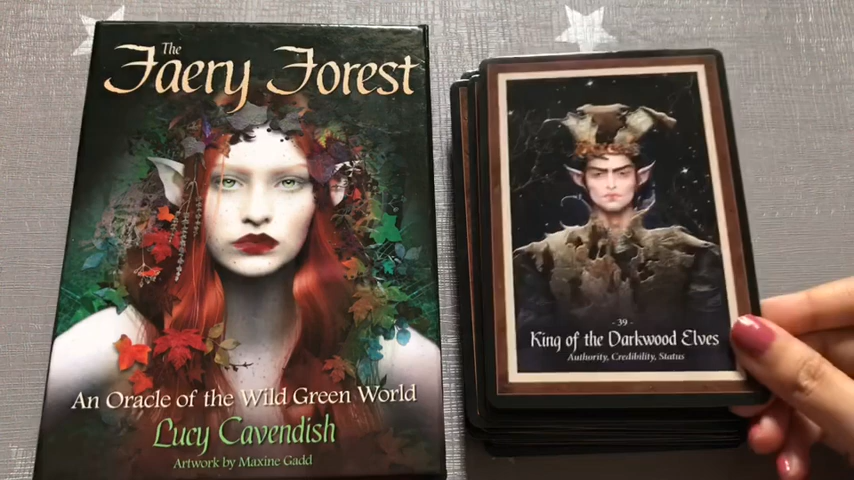 The
Faery Forest
An Oracle of the Wild Green World
Lucy Cavendish
Artwork by Maxine Gadd
- 39 -
King of the Darkwood Elves
Authority, Credibility, Status